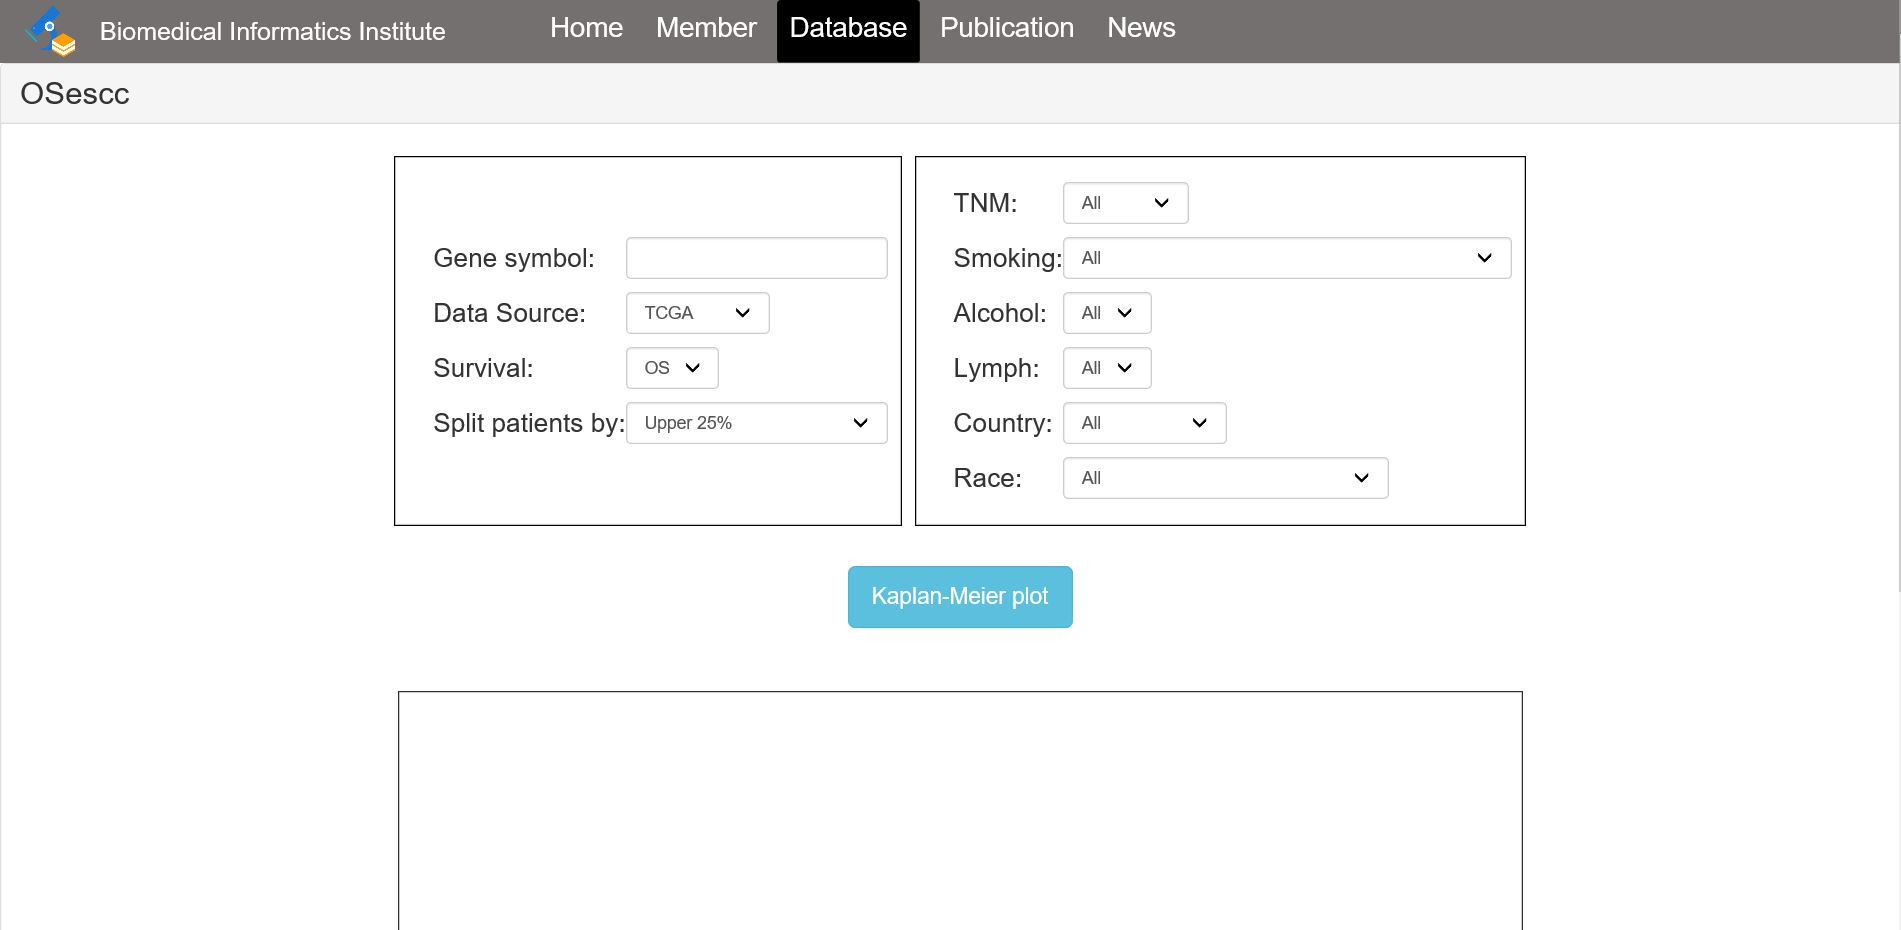 Biomedical Informatics Institute Home Member Database Publication News
OSescc
Gene symbol:
Data Source: TCGA
Survival: OS
Split patients by: Upper 25%
TNM: All
Smoking: All
Alcohol: All
Lymph: All
Country: All
Race: All
Kaplan-Meier plot